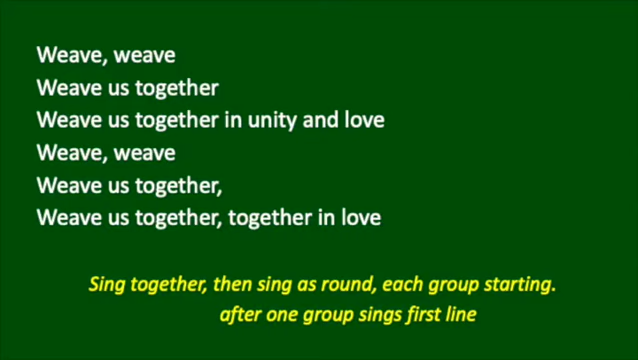 Weave, weave
Weave us together
Weave us together in unity and love
Weave, weave
Weave us together,
Weave us together, together in love
Sing together, then sing as round, each group starting.
after one group sings first line